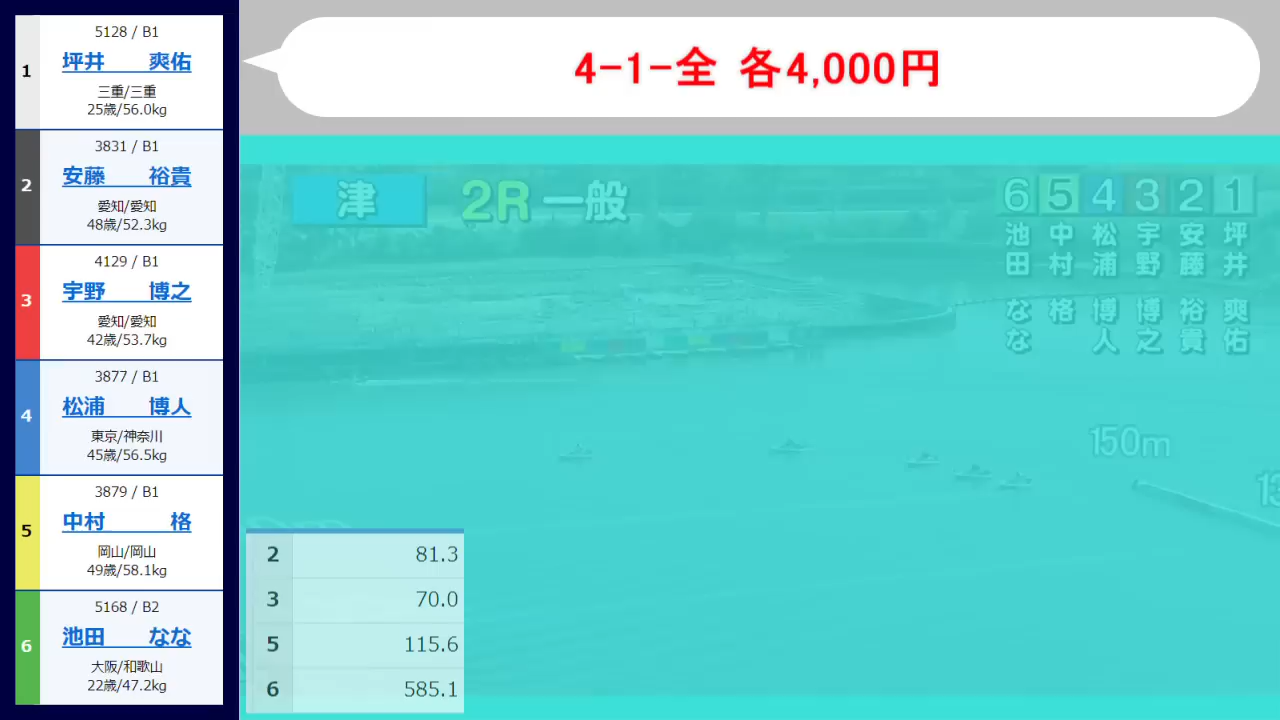 1
5128 / B1
坪井 爽佑
三重/三重
25歳/56.0kg
2
3831 / B1
安藤 裕貴
愛知/愛知
48歳/52.3kg
3
4129 / B1
宇野 博之
愛知/愛知
42歳/53.7kg
4
3877 / B1
松浦 博人
東京/神奈川
45歳/56.5kg
5
3879 / B1
中村 格
岡山/岡山
49歳/58.1kg
6
5168 / B2
池田 なな
大阪/和歌山
22歳/47.2kg
4-1-全 各4,000円
津 2R 一般
6 5 4 3 2 1
池田 なな
中村 格
松浦 博人
宇野 博之
安藤 裕貴
坪井 爽佑
150m
2 81.3
3 70.0
5 115.6
6 585.1